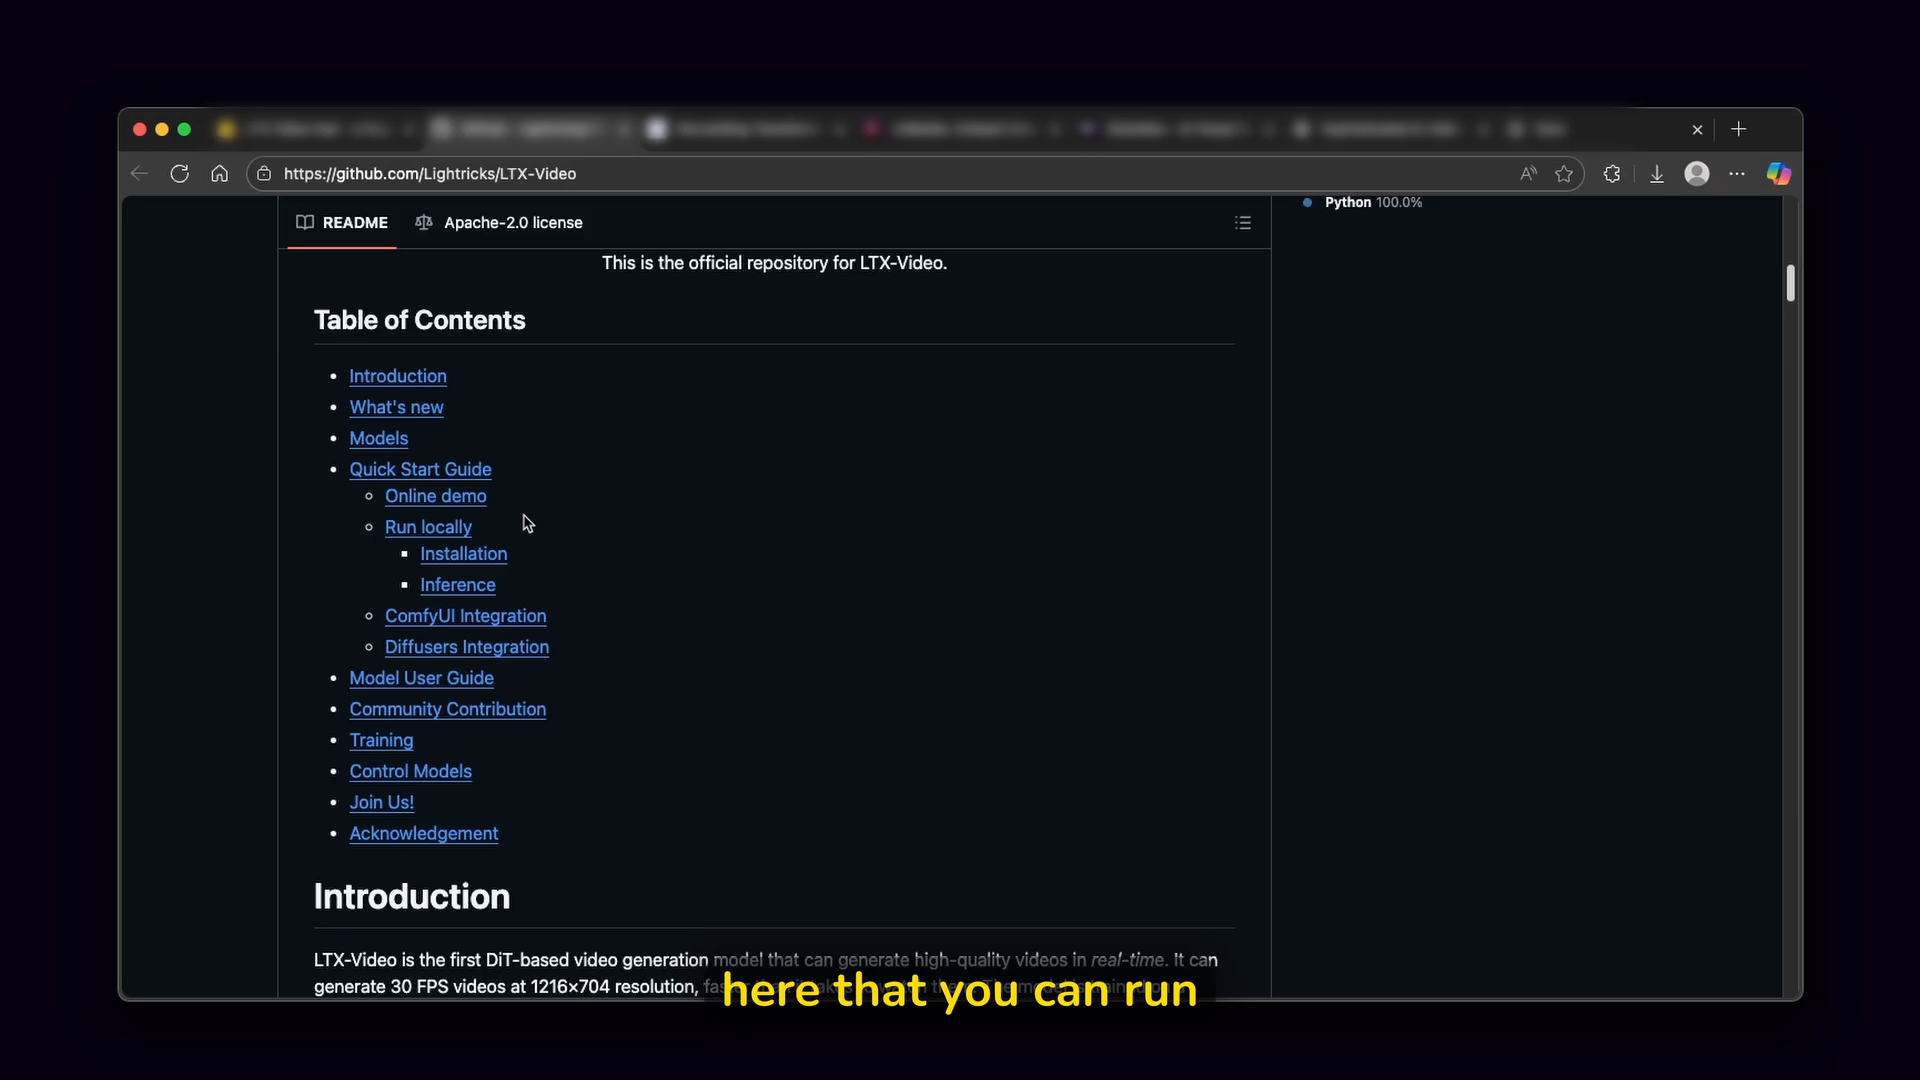 https://github.com/Lightricks/LTX-Video
README
Apache-2.0 license
Python 100.0%
This is the official repository for LTX-Video.
Table of Contents
Introduction
What's new
Models
Quick Start Guide
Online demo
Run locally
Installation
Inference
ComfyUI Integration
Diffusers Integration
Model User Guide
Community Contribution
Training
Control Models
Join Us!
Acknowledgement
Introduction
LTX-Video is the first DiT-based video generation model that can generate high-quality videos in real-time. It can
generate 30 FPS videos at 1216×704 resolution,
here that you can run